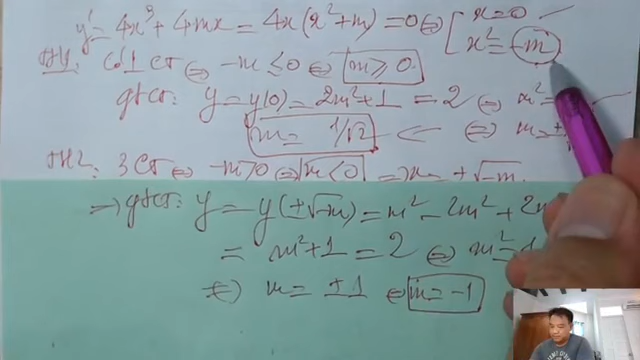 y' = 4x³ + 4mx = 4x(x² + m) = 0 ⇔ [ x = 0
x² = -m
TH1: Có 1 CT ⇔ -m ≤ 0 ⇔ m ≥ 0.
gtCT: y = y(0) = 2m² + 1 = 2 ⇔ m² =
m = 1/√2 ⇐ ⇔ m = ±
TH2: 3 CT ⇔ -m > 0 ⇔ m < 0 ⇒ x = ±√-m.
⇒ gtCT: y = y(±√-m) = m² - 2m² + 2m
= m² + 1 = 2 ⇔ m² =
⇔ m = ±1 ⇔ m = -1